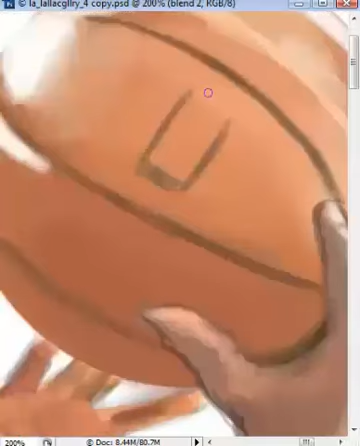 la_lallacgllry_4 copy.psd @ 200% (blend 2, RGB/8)
200% Doc: 8.44M/80.7M